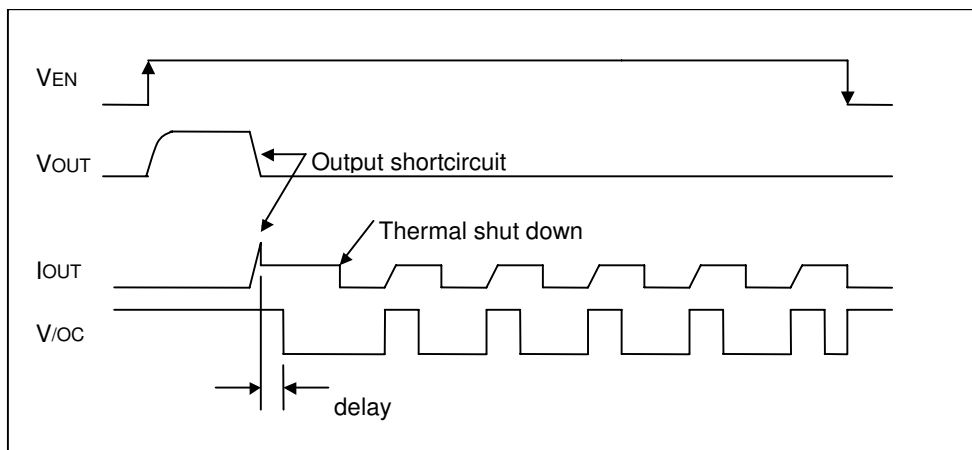 VEN
VOUT
Output shortcircuit
Thermal shut down
IOUT
V/OC
delay